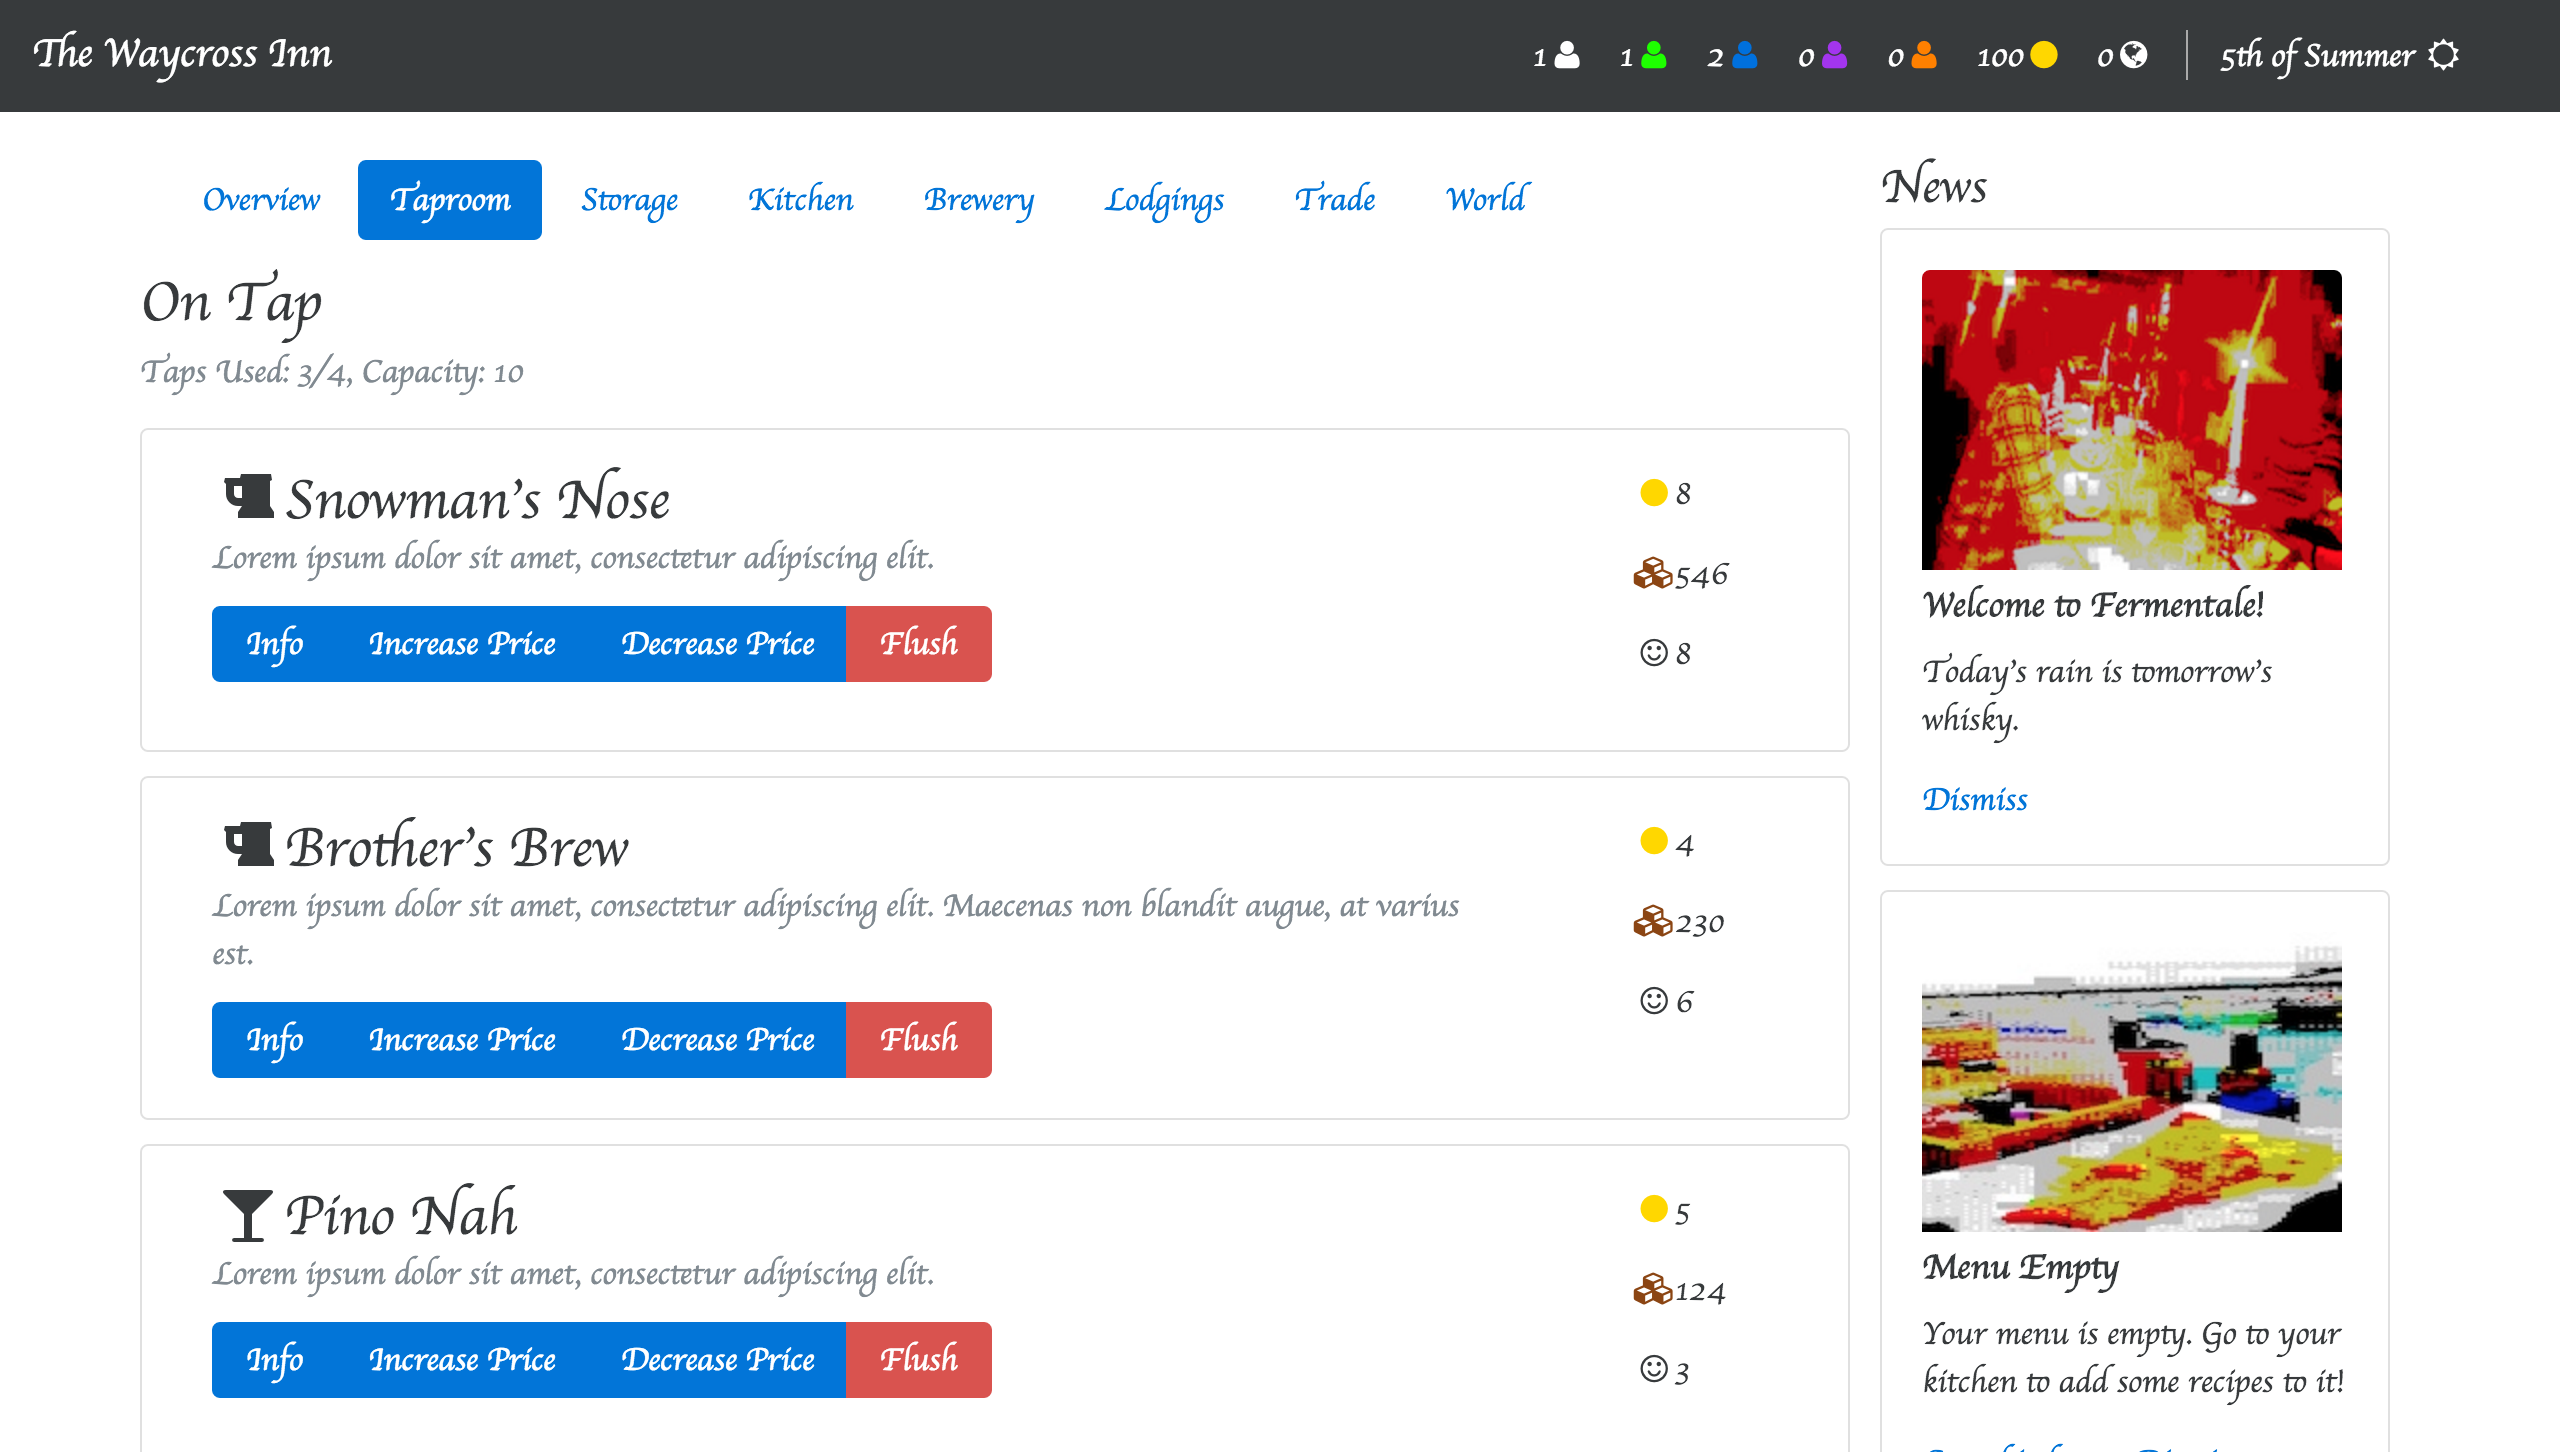 The Waycross Inn
1 1 2 0 0 100 0 5th of Summer
Overview Taproom Storage Kitchen Brewery Lodgings Trade World
On Tap
Taps Used: 3/4, Capacity: 10
Snowman's Nose
Lorem ipsum dolor sit amet, consectetur adipiscing elit.
Info Increase Price Decrease Price Flush
8
546
8
Brother's Brew
Lorem ipsum dolor sit amet, consectetur adipiscing elit. Maecenas non blandit augue, at varius
est.
Info Increase Price Decrease Price Flush
4
230
6
Pino Nah
Lorem ipsum dolor sit amet, consectetur adipiscing elit.
Info Increase Price Decrease Price Flush
5
124
3
News
Welcome to Fermentale!
Today's rain is tomorrow's
whisky.
Dismiss
Menu Empty
Your menu is empty. Go to your
kitchen to add some recipes to it!